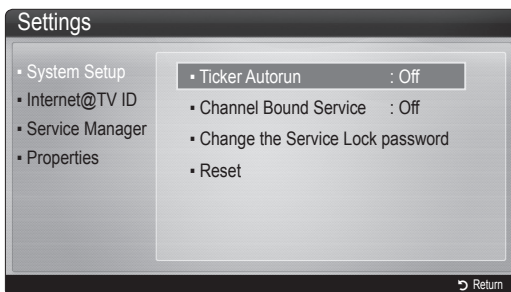 Settings
▪ System Setup
▪ Internet@TV ID
▪ Service Manager
▪ Properties
▪ Ticker Autorun : Off
▪ Channel Bound Service : Off
▪ Change the Service Lock password
▪ Reset
Return